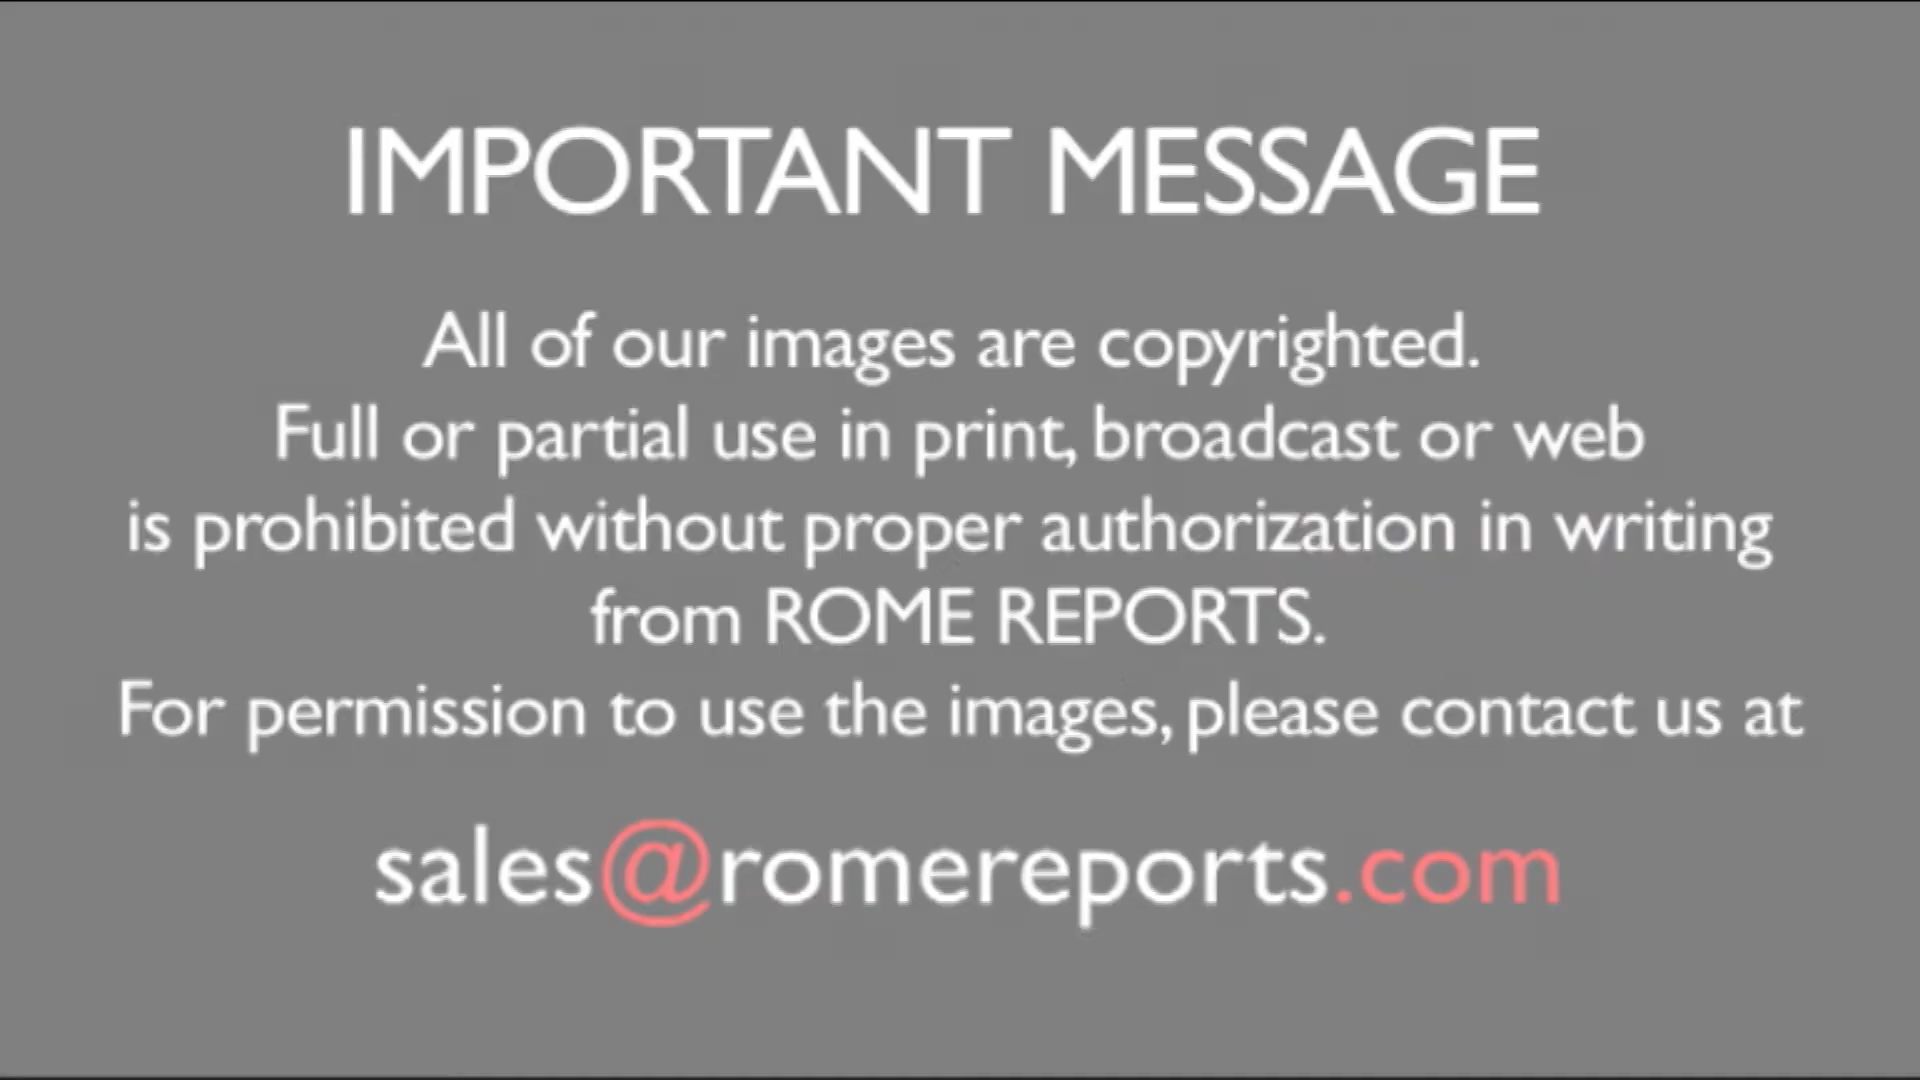 IMPORTANT MESSAGE
All of our images are copyrighted.
Full or partial use in print, broadcast or web
is prohibited without proper authorization in writing
from ROME REPORTS.
For permission to use the images, please contact us at
sales@romereports.com